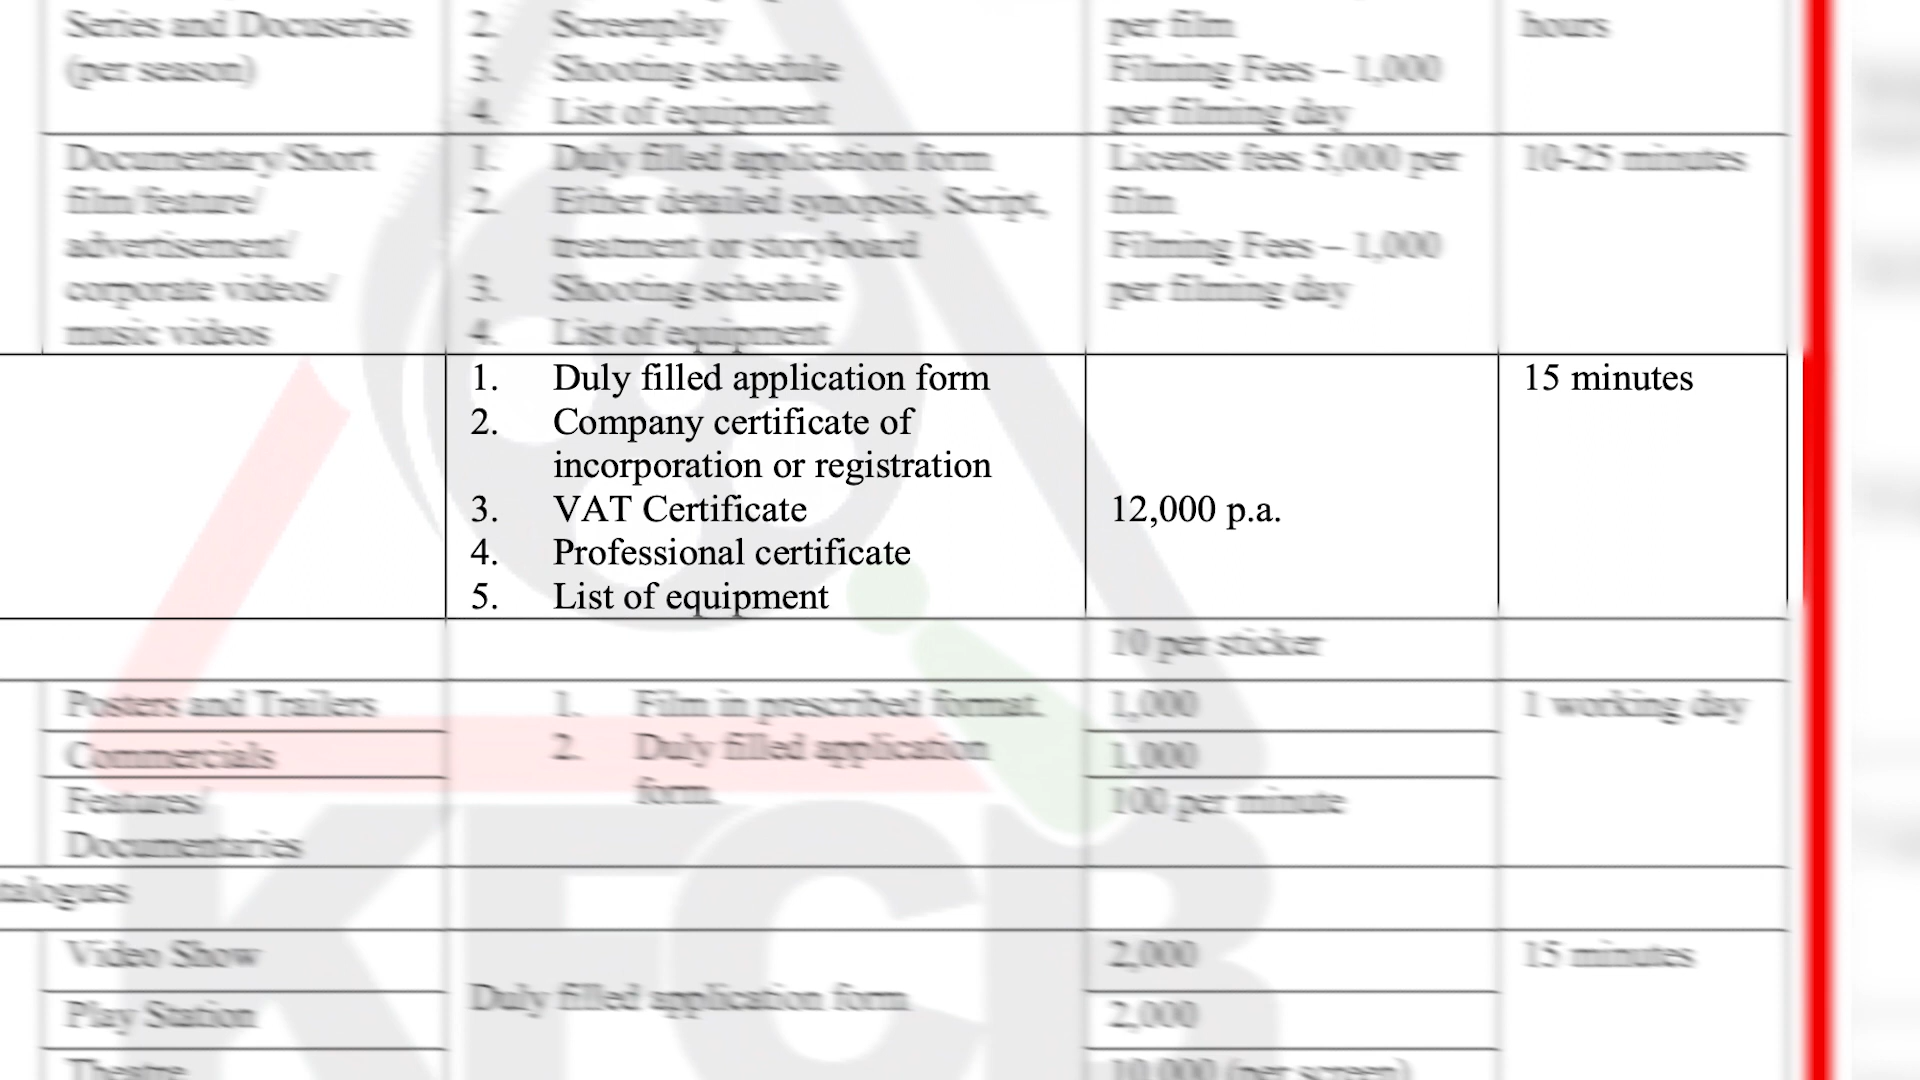 Series and Docuseries
(per season)
2. Screenplay
3. Shooting schedule
4. List of equipment
per film
Filming Fees – 1,000
per filming day
hours
Documentary/Short
film/feature/
advertisement/
corporate videos/
music videos
1. Duly filled application form
2. Either detailed synopsis, Script,
treatment or storyboard
3. Shooting schedule
4. List of equipment
License fees 5,000 per
film
Filming Fees – 1,000
per filming day
10-25 minutes
1. Duly filled application form
2. Company certificate of
incorporation or registration
3. VAT Certificate
4. Professional certificate
5. List of equipment
12,000 p.a.
15 minutes
10 per sticker
Posters and Trailers
Commercials
Features/
Documentaries
1. Film in prescribed format.
2. Duly filled application
form.
1,000
1,000
100 per minute
1 working day
talogues
Video Show
Play Station
Theatre
Duly filled application form
2,000
2,000
10,000 (per screen)
15 minutes
KFCB